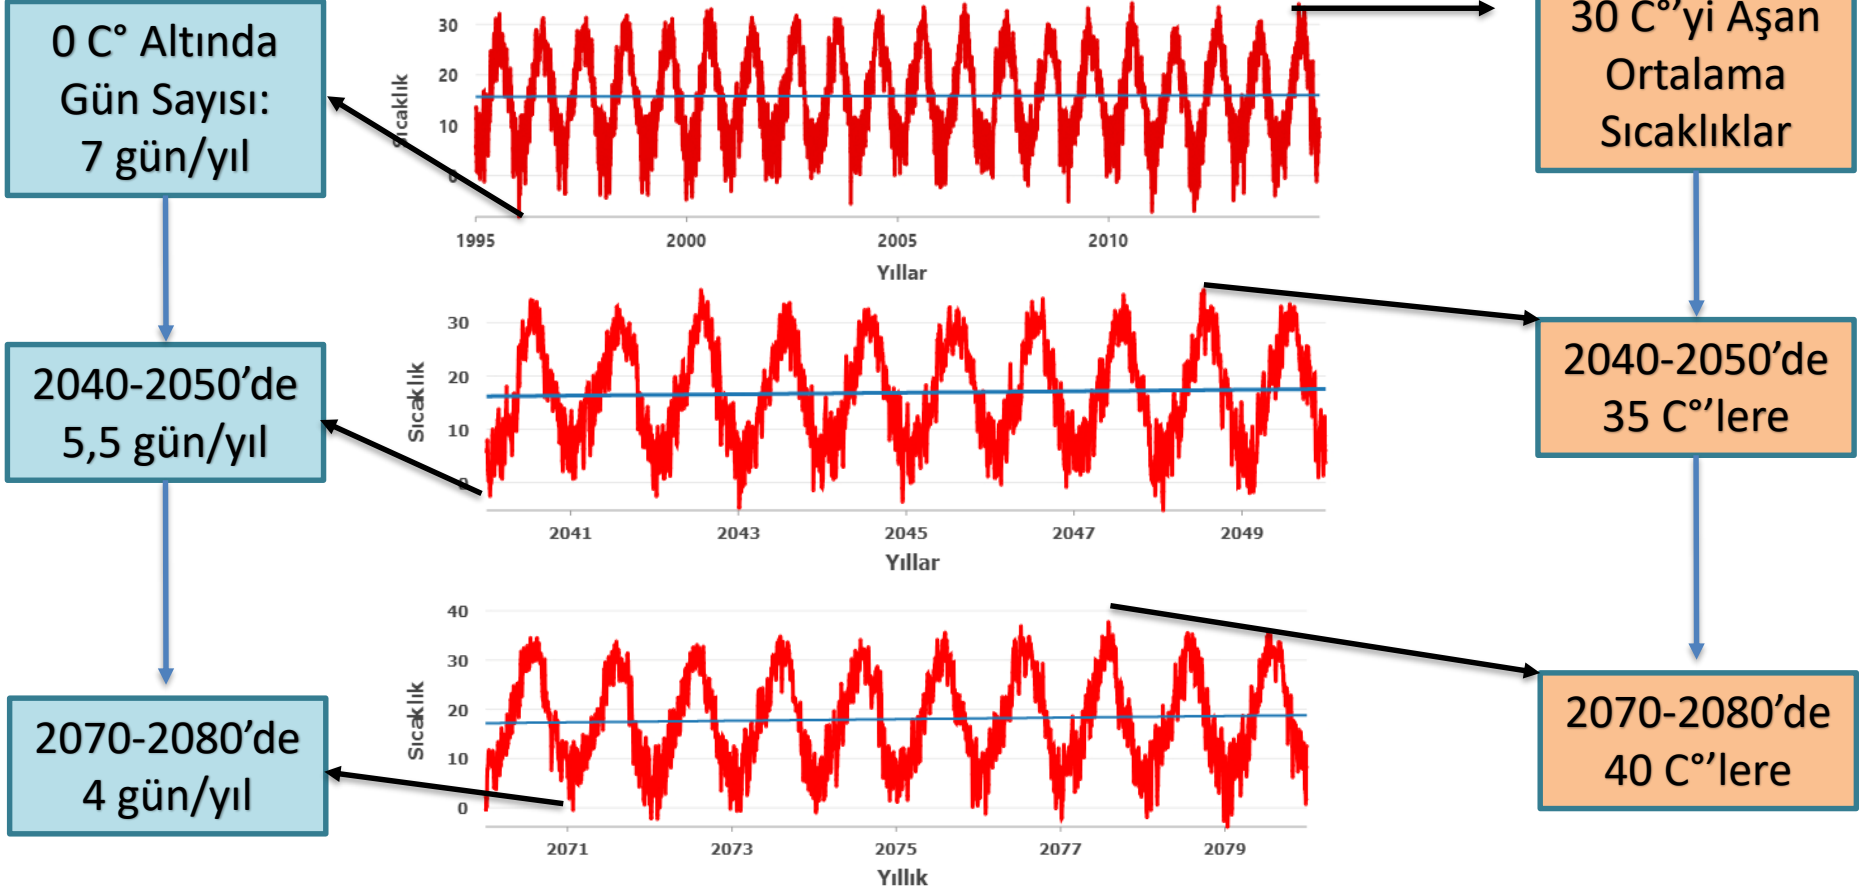 0 C° Altında
Gün Sayısı:
7 gün/yıl
2040-2050’de
5,5 gün/yıl
2070-2080’de
4 gün/yıl
30
20
10
0
Sıcaklık
1995
2000
2005
2010
Yıllar
30
20
10
0
Sıcaklık
2041
2043
2045
2047
2049
Yıllar
40
30
20
10
0
Sıcaklık
2071
2073
2075
2077
2079
Yıllık
30 C°’yi Aşan
Ortalama
Sıcaklıklar
2040-2050’de
35 C°’lere
2070-2080’de
40 C°’lere